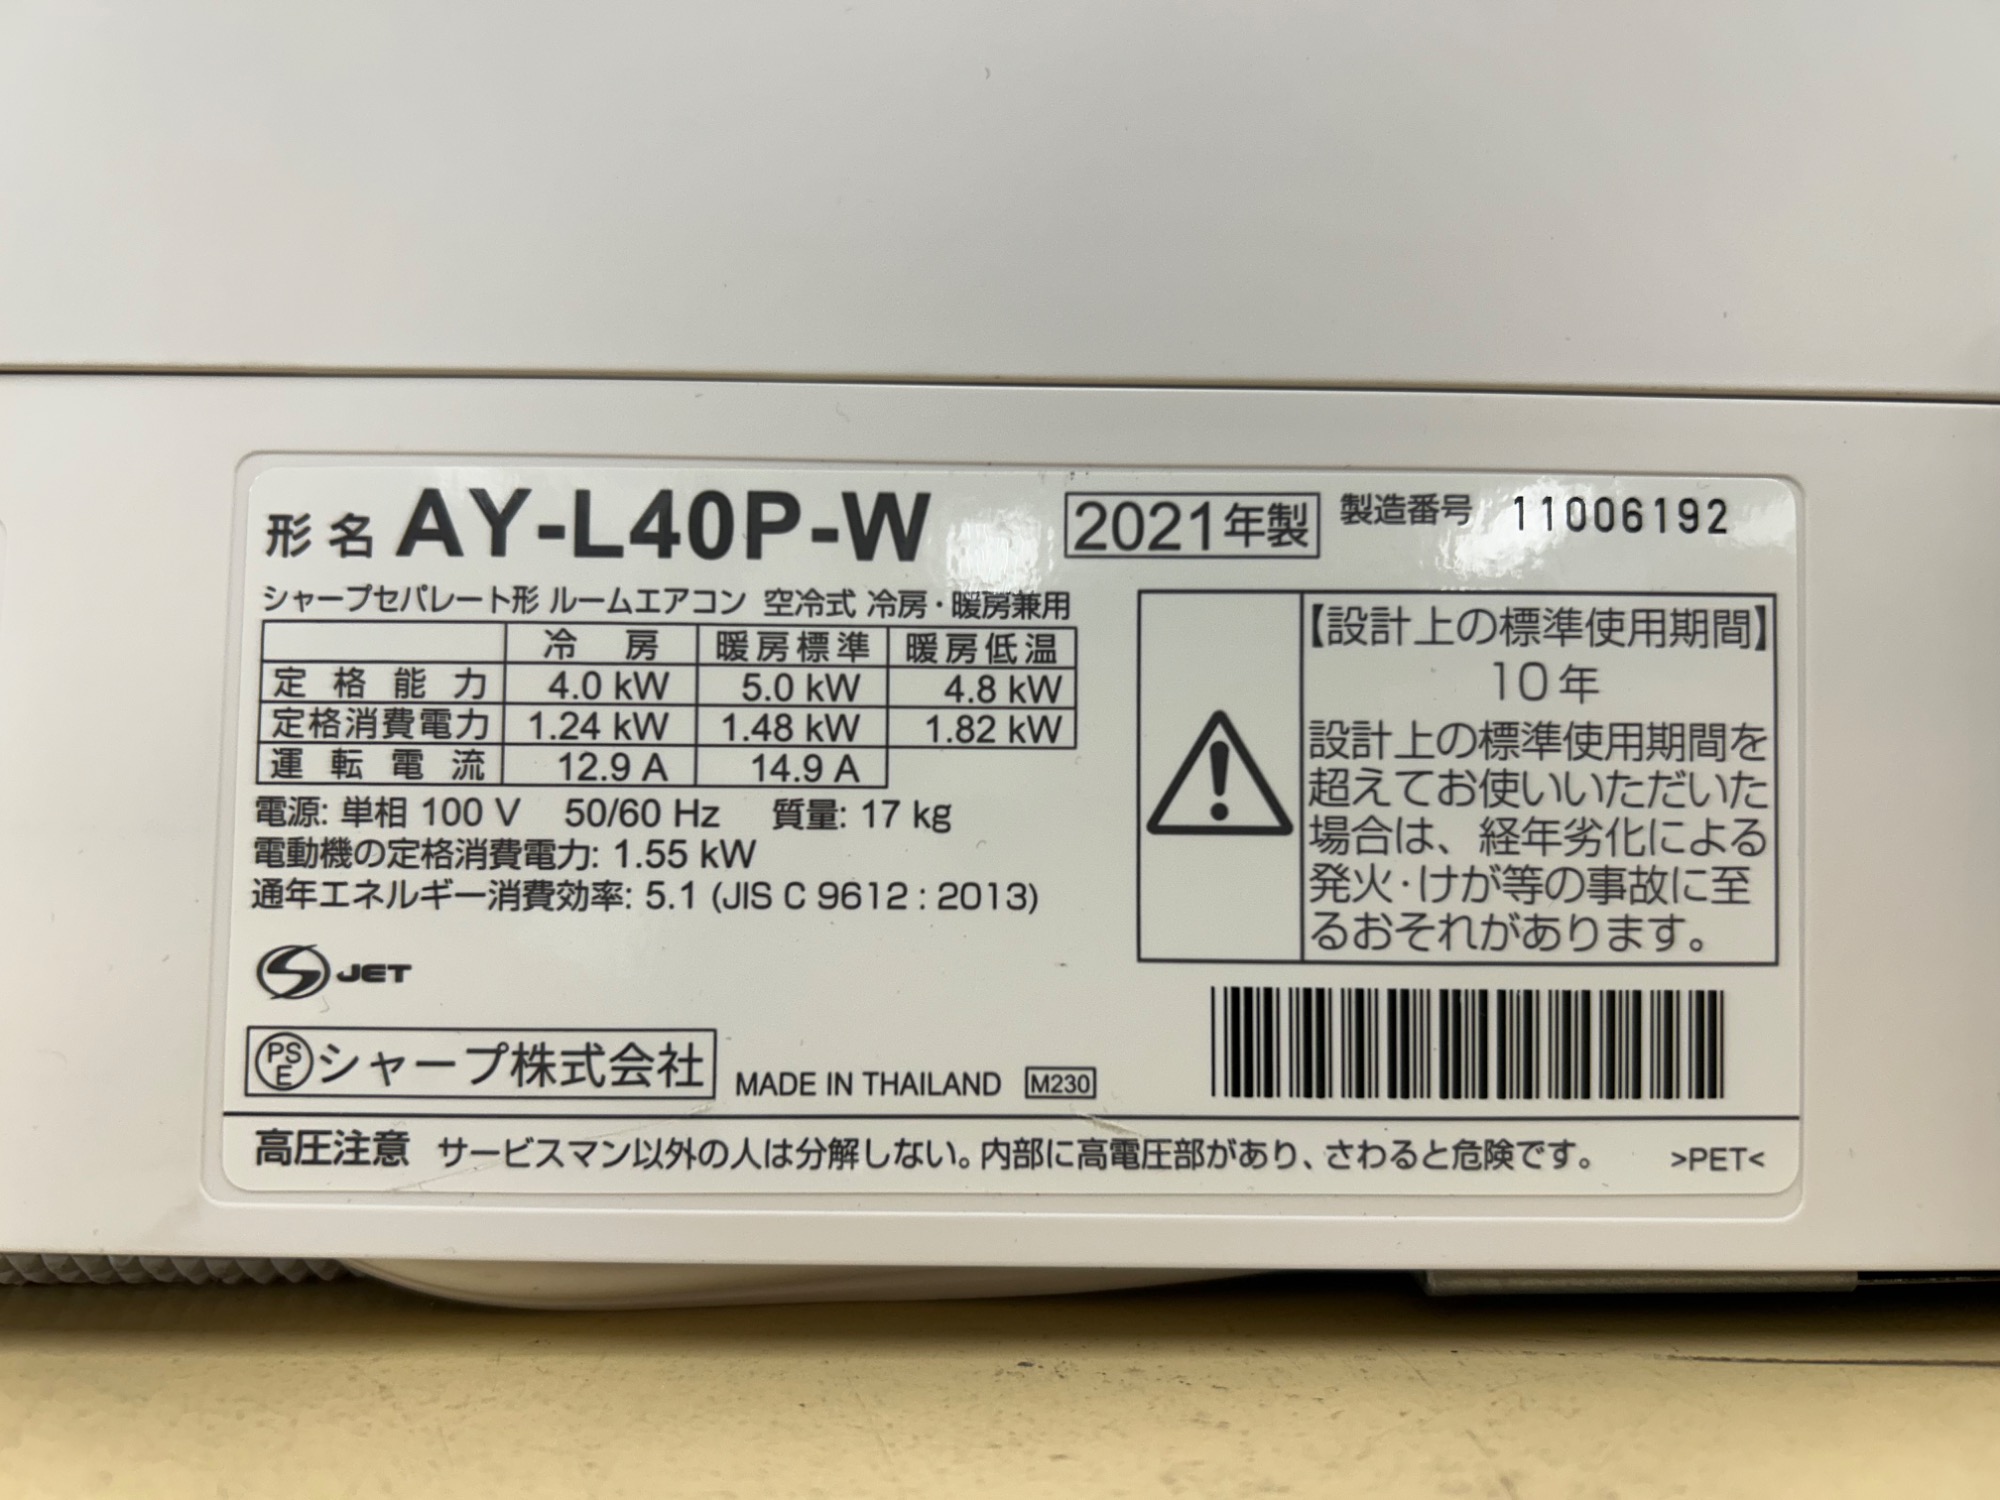 形名 AY-L40P-W
2021年製
製造番号 11006192
シャープセパレート形 ルームエアコン 空冷式 冷房・暖房兼用
冷房 暖房標準 暖房低温
定格能力 4.0 kW 5.0 kW 4.8 kW
定格消費電力 1.24 kW 1.48 kW 1.82 kW
運転電流 12.9 A 14.9 A
電源: 単相 100 V 50/60 Hz 質量: 17 kg
電動機の定格消費電力: 1.55 kW
通年エネルギー消費効率: 5.1 (JIS C 9612 : 2013)
【設計上の標準使用期間】
10年
設計上の標準使用期間を
超えてお使いいただいた
場合は、経年劣化による
発火・けが等の事故に至
るおそれがあります。
S JET
PSE シャープ株式会社 MADE IN THAILAND M230
高圧注意 サービスマン以外の人は分解しない。内部に高電圧部があり、さわると危険です。 >PET<